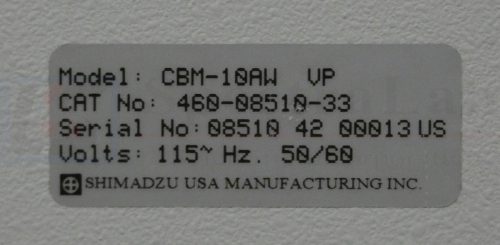 Model: CBM-10AW VP
CAT No: 460-08510-33
Serial No: 08510 42 00013 US
Volts: 115~ Hz. 50/60
SHIMADZU USA MANUFACTURING INC.